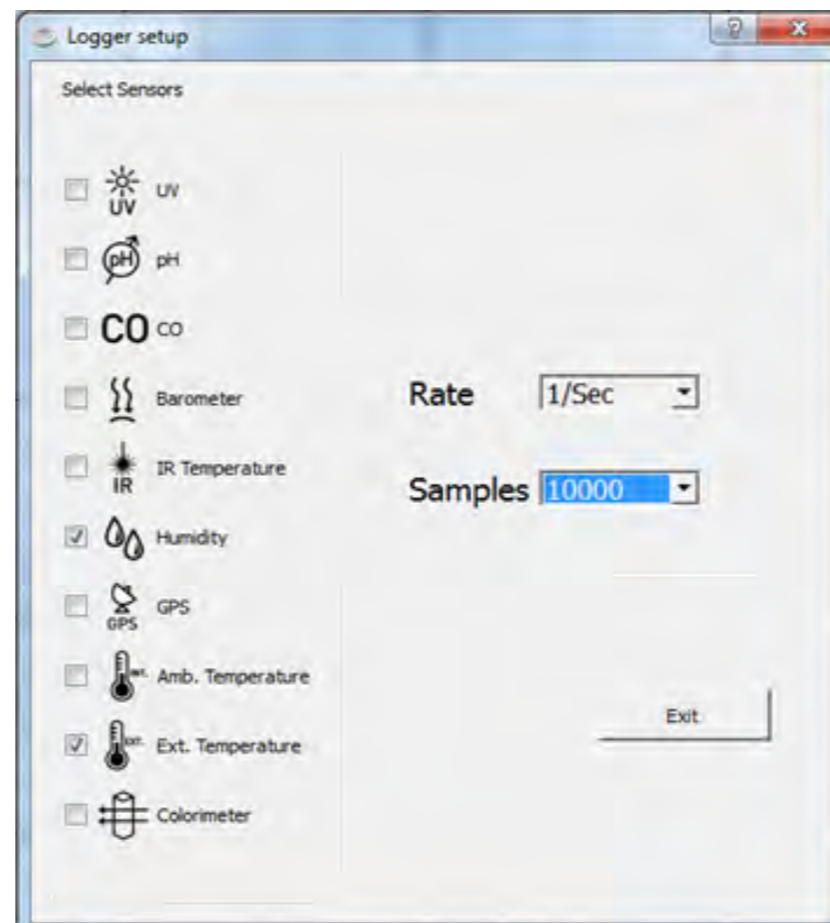 Logger setup
Select Sensors
UV UV
pH pH
CO CO
Barometer
IR IR Temperature
Humidity
GPS GPS
Amb. Temperature
EXT. Ext. Temperature
Colorimeter
Rate 1/Sec
Samples 10000
Exit